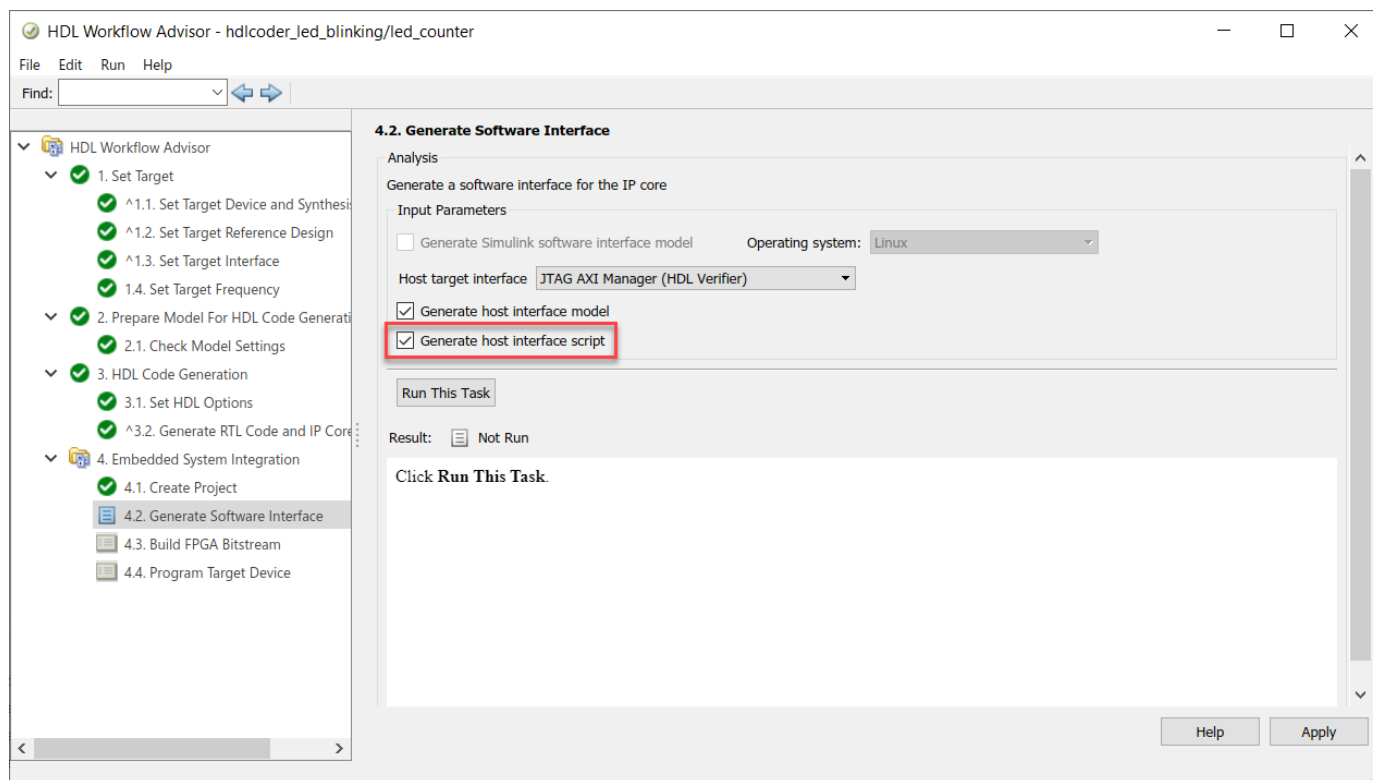 HDL Workflow Advisor - hdlcoder_led_blinking/led_counter
File Edit Run Help
Find:
HDL Workflow Advisor
1. Set Target
^1.1. Set Target Device and Synthesi
^1.2. Set Target Reference Design
^1.3. Set Target Interface
1.4. Set Target Frequency
2. Prepare Model For HDL Code Generati
2.1. Check Model Settings
3. HDL Code Generation
3.1. Set HDL Options
^3.2. Generate RTL Code and IP Core
4. Embedded System Integration
4.1. Create Project
4.2. Generate Software Interface
4.3. Build FPGA Bitstream
4.4. Program Target Device
4.2. Generate Software Interface
Analysis
Generate a software interface for the IP core
Input Parameters
Generate Simulink software interface model Operating system: Linux
Host target interface JTAG AXI Manager (HDL Verifier)
Generate host interface model
Generate host interface script
Run This Task
Result: Not Run
Click Run This Task.
Help Apply